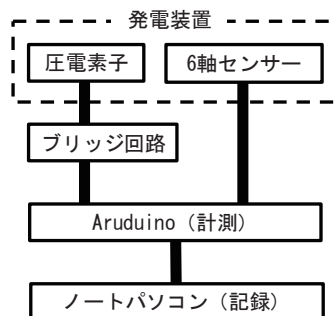 発電装置
圧電素子
6軸センサー
ブリッジ回路
Aruduino（計測）
ノートパソコン（記録）